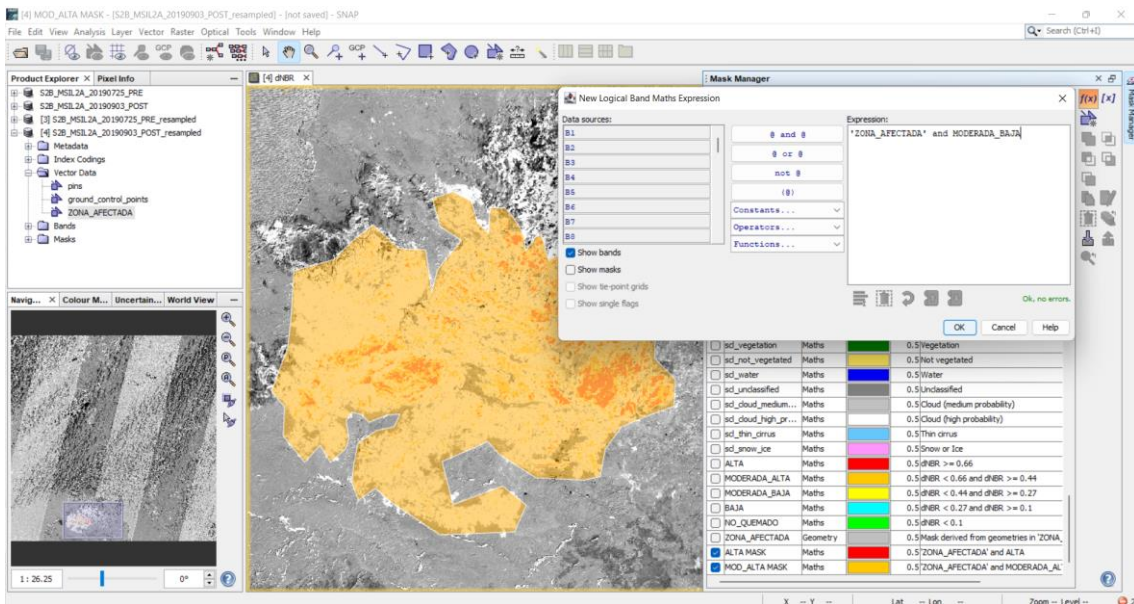 [4] MOD_ALTA MASK - [S2B_MSIL2A_20190903_POST_resampled] - [not saved] - SNAP
File Edit View Analysis Layer Vector Raster Optical Tools Window Help
Search (Ctrl+I)
GCP
GCP
Product Explorer × Pixel Info
S2B_MSIL2A_20190725_PRE
S2B_MSIL2A_20190903_POST
[3] S2B_MSIL2A_20190725_PRE_resampled
[4] S2B_MSIL2A_20190903_POST_resampled
Metadata
Index Codings
Vector Data
pins
ground_control_points
ZONA_AFECTADA
Bands
Masks
Navig... × Colour M... Uncertain... World View
1: 26.25
0°
[4] dNBR ×
Mask Manager
f(x) [x]
Mask Manager
New Logical Band Maths Expression
Data sources:
B1
B2
B3
B4
B5
B6
B7
B8
Show bands
Show masks
Show tie-point grids
Show single flags
@ and @
@ or @
not @
(@)
Constants...
Operators...
Functions...
Expression:
'ZONA_AFECTADA' and MODERADA_BAJA
Ok, no errors.
OK Cancel Help
scl_vegetation Maths 0.5 Vegetation
scl_not_vegetated Maths 0.5 Not vegetated
scl_water Maths 0.5 Water
scl_unclassified Maths 0.5 Unclassified
scl_cloud_medium... Maths 0.5 Cloud (medium probability)
scl_cloud_high_pr... Maths 0.5 Cloud (high probability)
scl_thin_cirrus Maths 0.5 Thin cirrus
scl_snow_ice Maths 0.5 Snow or Ice
ALTA Maths 0.5 dNBR >= 0.66
MODERADA_ALTA Maths 0.5 dNBR < 0.66 and dNBR >= 0.44
MODERADA_BAJA Maths 0.5 dNBR < 0.44 and dNBR >= 0.27
BAJA Maths 0.5 dNBR < 0.27 and dNBR >= 0.1
NO_QUEMADO Maths 0.5 dNBR < 0.1
ZONA_AFECTADA Geometry 0.5 Mask derived from geometries in 'ZONA_
ALTA MASK Maths 0.5 'ZONA_AFECTADA' and ALTA
MOD_ALTA MASK Maths 0.5 'ZONA_AFECTADA' and MODERADA_AL
X -- Y -- Lat -- Lon -- Zoom -- Level --